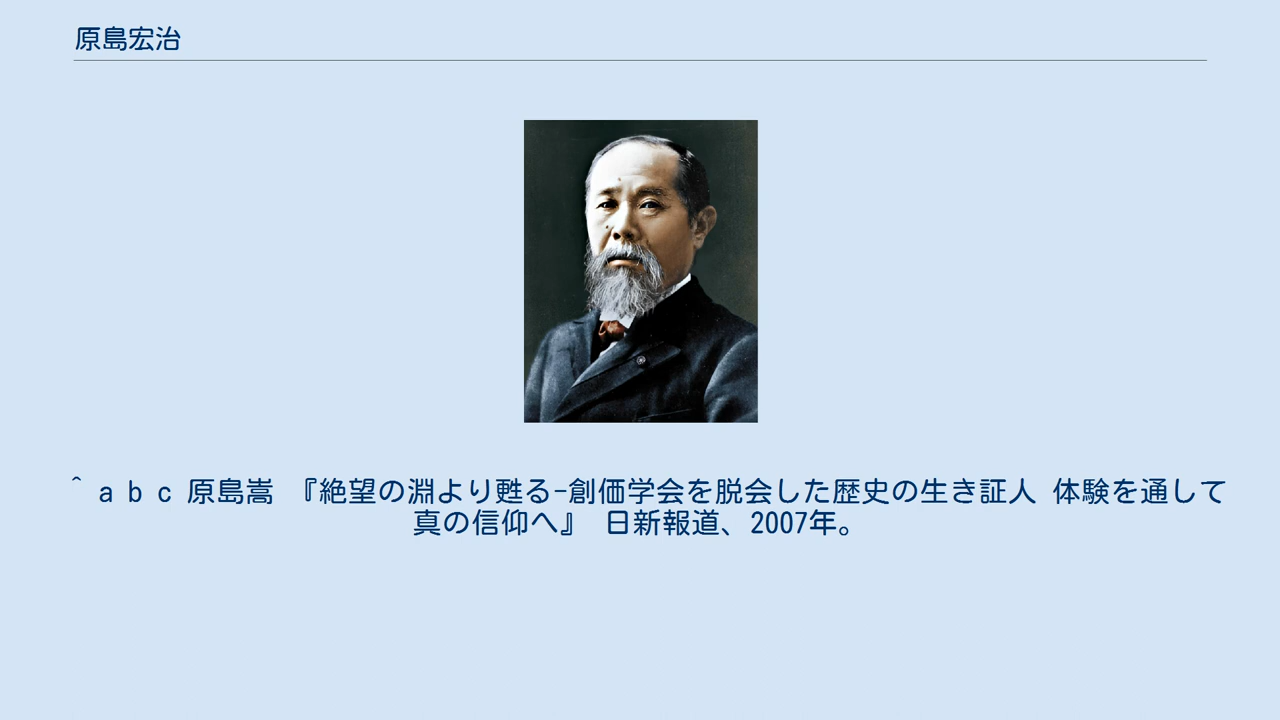 原島宏治
^ a b c 原島嵩 『絶望の淵より甦る-創価学会を脱会した歴史の生き証人 体験を通して
真の信仰へ』 日新報道、2007年。